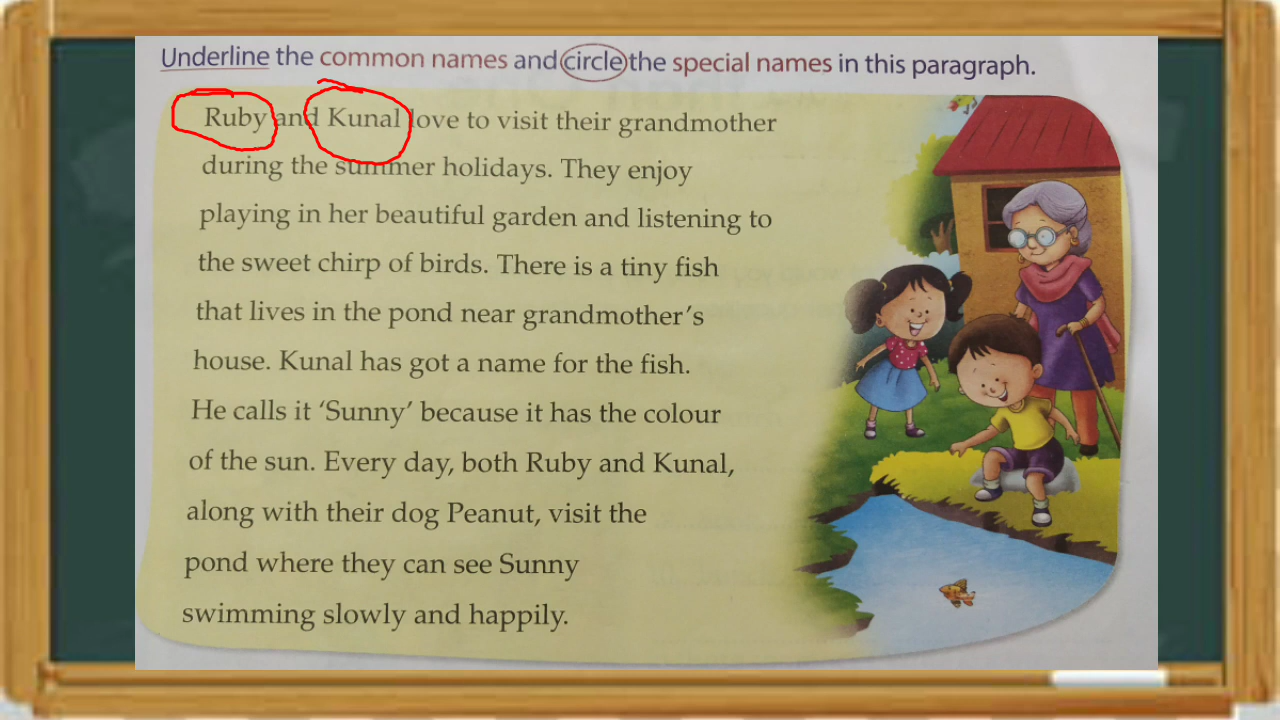 Underline the common names and circle the special names in this paragraph.
Ruby and Kunal love to visit their grandmother
during the summer holidays. They enjoy
playing in her beautiful garden and listening to
the sweet chirp of birds. There is a tiny fish
that lives in the pond near grandmother's
house. Kunal has got a name for the fish.
He calls it 'Sunny' because it has the colour
of the sun. Every day, both Ruby and Kunal,
along with their dog Peanut, visit the
pond where they can see Sunny
swimming slowly and happily.